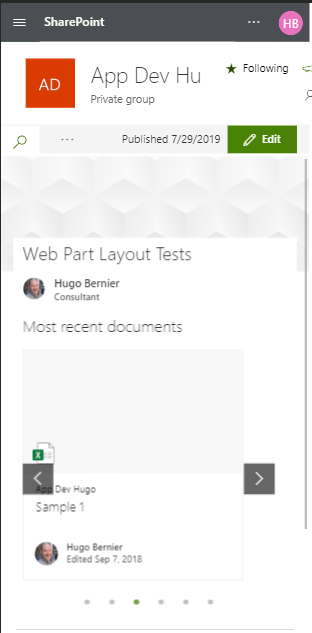 SharePoint
HB
AD
App Dev Hu
Following
Private group
Published 7/29/2019
Edit
Web Part Layout Tests
Hugo Bernier
Consultant
Most recent documents
App Dev Hugo
Sample 1
Hugo Bernier
Edited Sep 7, 2018